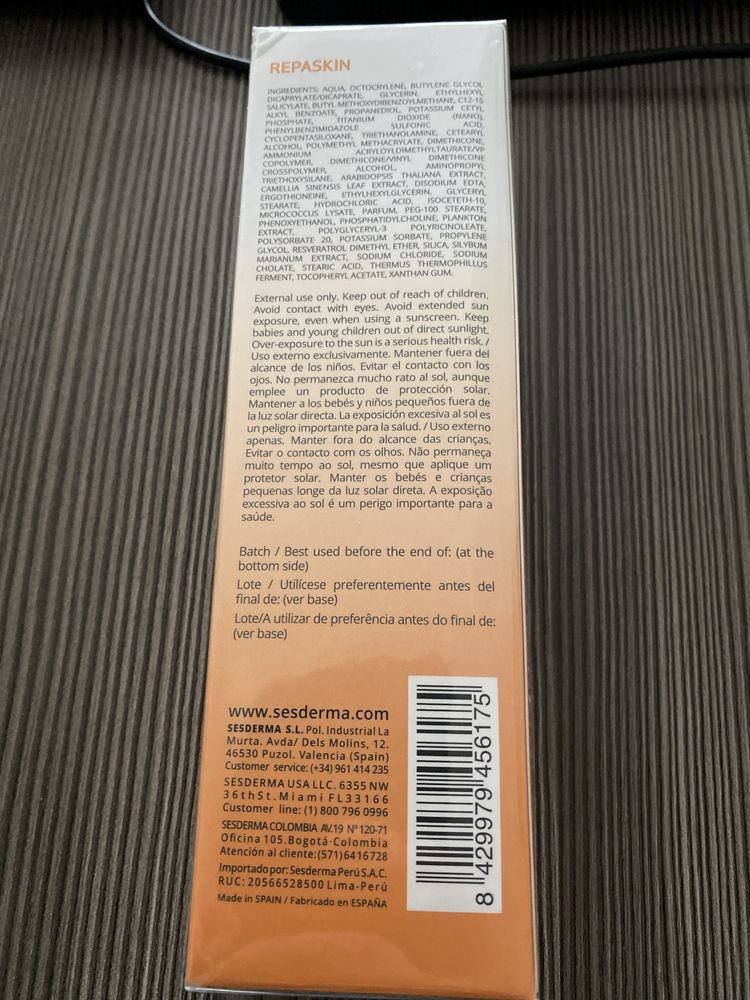 REPASKIN
INGREDIENTS: AQUA, OCTOCRYLENE, BUTYLENE GLYCOL
DICAPRYLATE/DICAPRATE, GLYCERIN, ETHYLHEXYL
SALICYLATE, BUTYL METHOXYDIBENZOYLMETHANE, C12-15
ALKYL BENZOATE, PROPANEDIOL, POTASSIUM CETYL
PHOSPHATE, TITANIUM DIOXIDE (NANO),
PHENYLBENZIMIDAZOLE SULFONIC ACID,
CYCLOPENTASILOXANE, TRIETHANOLAMINE, CETEARYL
ALCOHOL, POLYMETHYL METHACRYLATE, DIMETHICONE,
AMMONIUM ACRYLOYLDIMETHYLTAURATE/VP
COPOLYMER, DIMETHICONE/VINYL DIMETHICONE
CROSSPOLYMER, ALCOHOL, AMINOPROPYL
TRIETHOXYSILANE, ARABIDOPSIS THALIANA EXTRACT,
CAMELLIA SINENSIS LEAF EXTRACT, DISODIUM EDTA,
ERGOTHIONEINE, ETHYLHEXYLGLYCERIN, GLYCERYL
STEARATE, HYDROCHLORIC ACID, ISOCETETH-10,
MICROCOCCUS LYSATE, PARFUM, PEG-100 STEARATE,
PHENOXYETHANOL, PHOSPHATIDYLCHOLINE, PLANKTON
EXTRACT, POLYGLYCERYL-3 POLYRICINOLEATE,
POLYSORBATE 20, POTASSIUM SORBATE, PROPYLENE
GLYCOL, RESVERATROL DIMETHYL ETHER, SILICA, SILYBUM
MARIANUM EXTRACT, SODIUM CHLORIDE, SODIUM
CHOLATE, STEARIC ACID, THERMUS THERMOPHILLUS
FERMENT, TOCOPHERYL ACETATE, XANTHAN GUM.
External use only. Keep out of reach of children.
Avoid contact with eyes. Avoid extended sun
exposure, even when using a sunscreen. Keep
babies and young children out of direct sunlight.
Over-exposure to the sun is a serious health risk. /
Uso externo exclusivamente. Mantener fuera del
alcance de los niños. Evitar el contacto con los
ojos. No permanezca mucho rato al sol, aunque
emplee un producto de protección solar.
Mantener a los bebés y niños pequeños fuera de
la luz solar directa. La exposición excesiva al sol es
un peligro importante para la salud. / Uso externo
apenas. Manter fora do alcance das crianças.
Evitar o contacto com os olhos. Não permaneça
muito tempo ao sol, mesmo que aplique um
protetor solar. Manter os bebés e crianças
pequenas longe da luz solar direta. A exposição
excessiva ao sol é um perigo importante para a
saúde.
Batch / Best used before the end of: (at the
bottom side)
Lote / Utilícese preferentemente antes del
final de: (ver base)
Lote/A utilizar de preferência antes do final de:
(ver base)
www.sesderma.com
SESDERMA S.L. Pol. Industrial La
Murta. Avda/ Dels Molins, 12.
46530 Puzol. Valencia (Spain)
Customer service: (+34) 961 414 235
SESDERMA USA LLC. 6355 NW
36th St. Miami FL 33166
Customer line: (1) 800 796 0996
SESDERMA COLOMBIA AV.19 Nº 120-71
Oficina 105. Bogotá-Colombia
Atención al cliente: (571) 6416728
Importado por: Sesderma Perú S.A.C.
RUC: 20566528500 Lima-Perú
Made in SPAIN / Fabricado en ESPAÑA
8 429979 456175